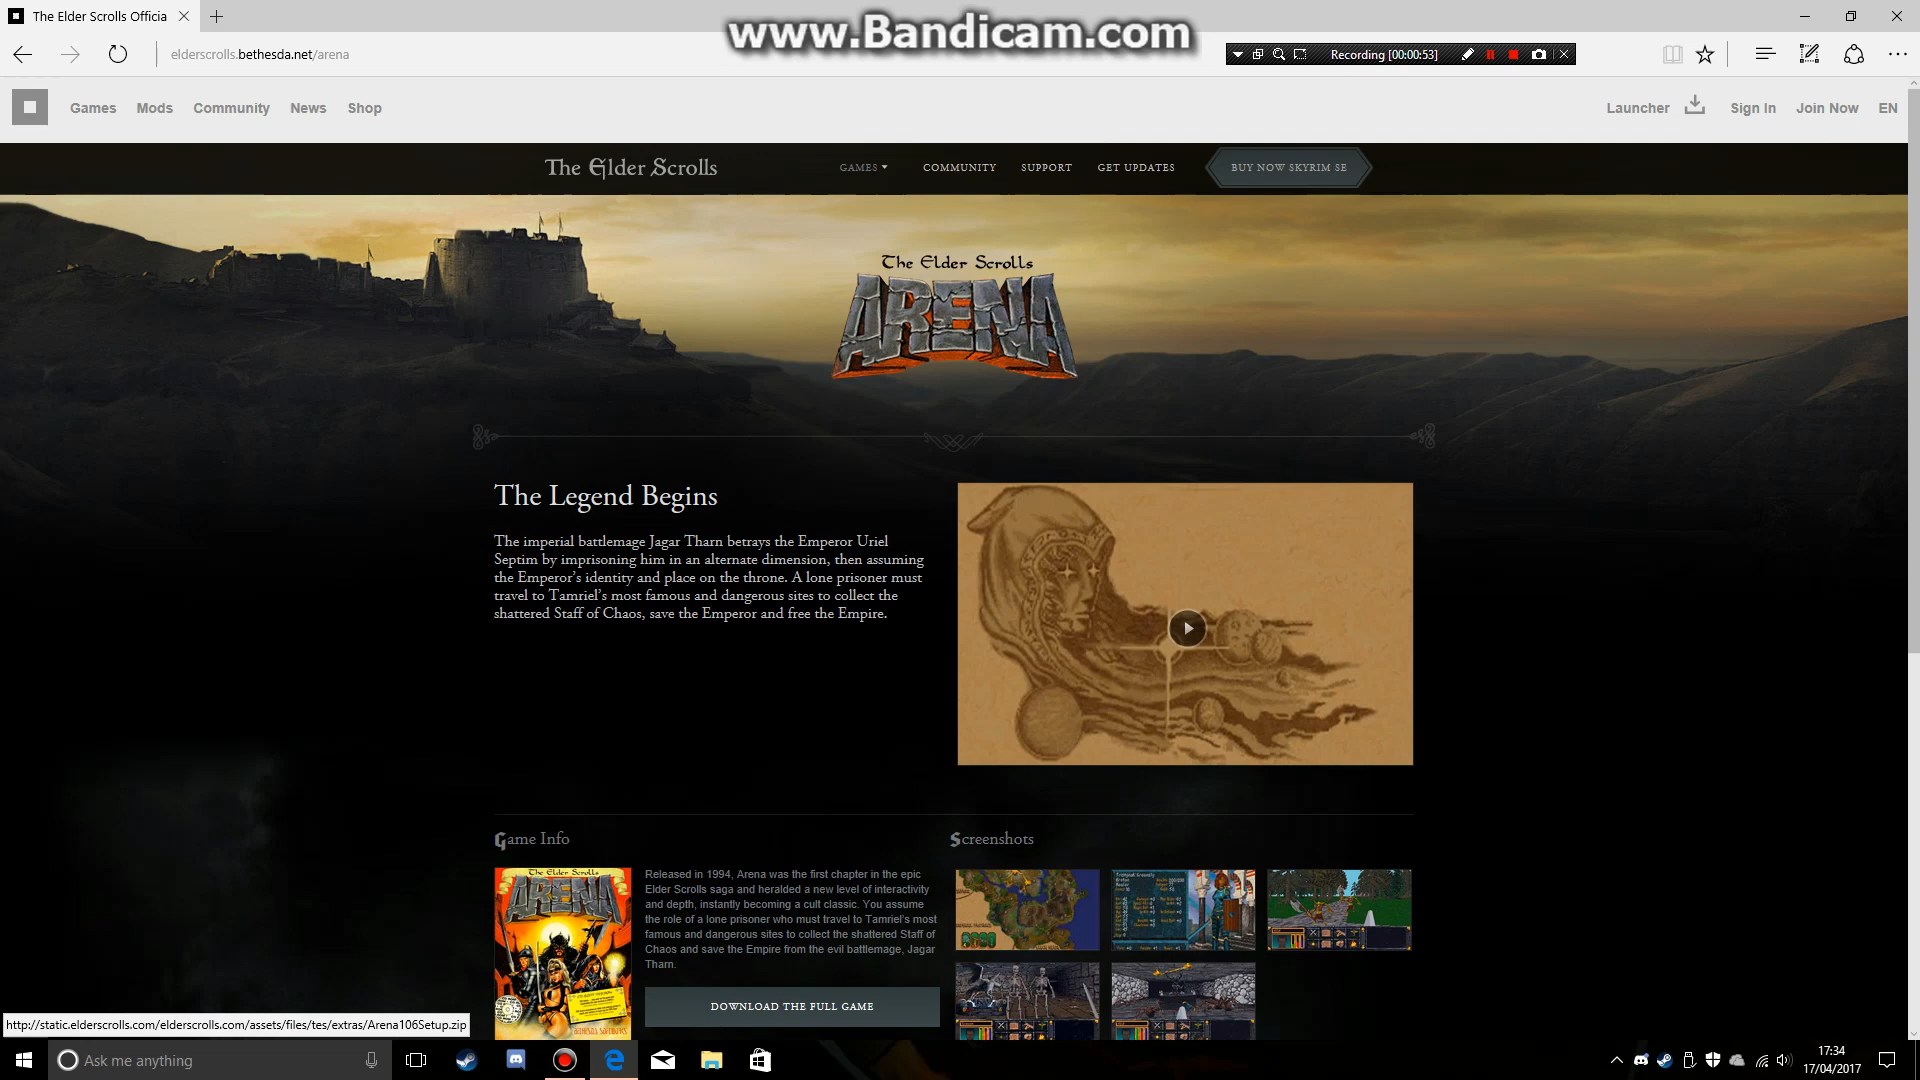 The Elder Scrolls Officia
www.Bandicam.com
elderscrolls.bethesda.net/arena
Recording [00:00:53]
Games Mods Community News Shop
Launcher Sign In Join Now EN
The Elder Scrolls
GAMES COMMUNITY SUPPORT GET UPDATES BUY NOW SKYRIM SE
The Elder Scrolls
ARENA
The Legend Begins
The imperial battlemage Jagar Tharn betrays the Emperor Uriel
Septim by imprisoning him in an alternate dimension, then assuming
the Emperor's identity and place on the throne. A lone prisoner must
travel to Tamriel's most famous and dangerous sites to collect the
shattered Staff of Chaos, save the Emperor and free the Empire.
Game Info
Screenshots
The Elder Scrolls
ARENA
Released in 1994, Arena was the first chapter in the epic
Elder Scrolls saga and heralded a new level of interactivity
and depth, instantly becoming a cult classic. You assume
the role of a lone prisoner who must travel to Tamriel's most
famous and dangerous sites to collect the shattered Staff of
Chaos and save the Empire from the evil battlemage, Jagar
Tharn.
DOWNLOAD THE FULL GAME
http://static.elderscrolls.com/elderscrolls.com/assets/files/tes/extras/Arena106Setup.zip
Ask me anything
17:34
17/04/2017